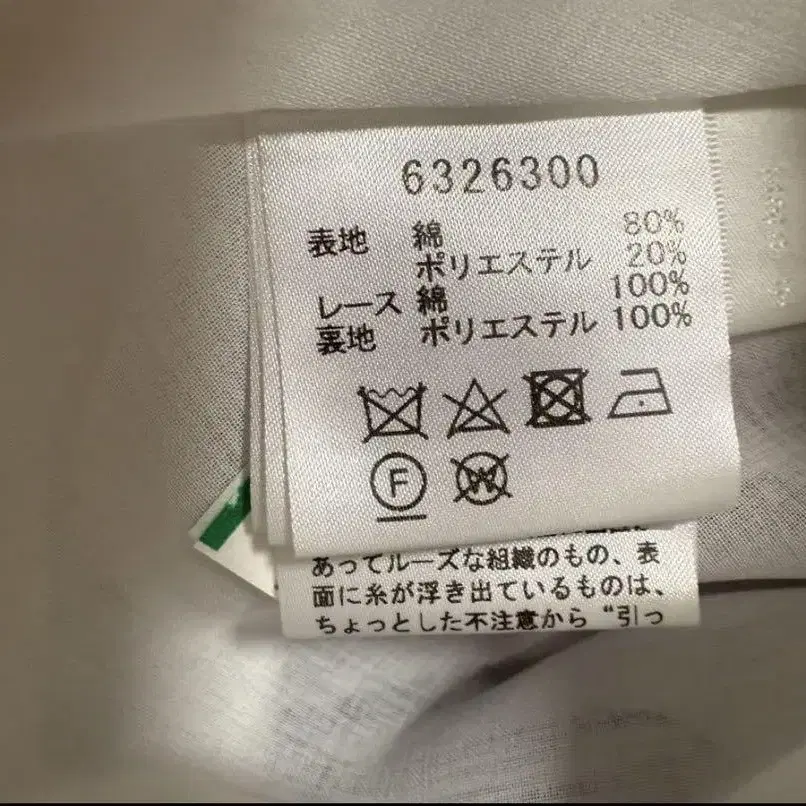 6326300
表地 綿 80%
ポリエステル 20%
レース 綿 100%
裏地 ポリエステル 100%
F
W
あってルーズな組織のもの、表
面に糸が浮き出ているものは、
ちょっとした不注意から“引っ